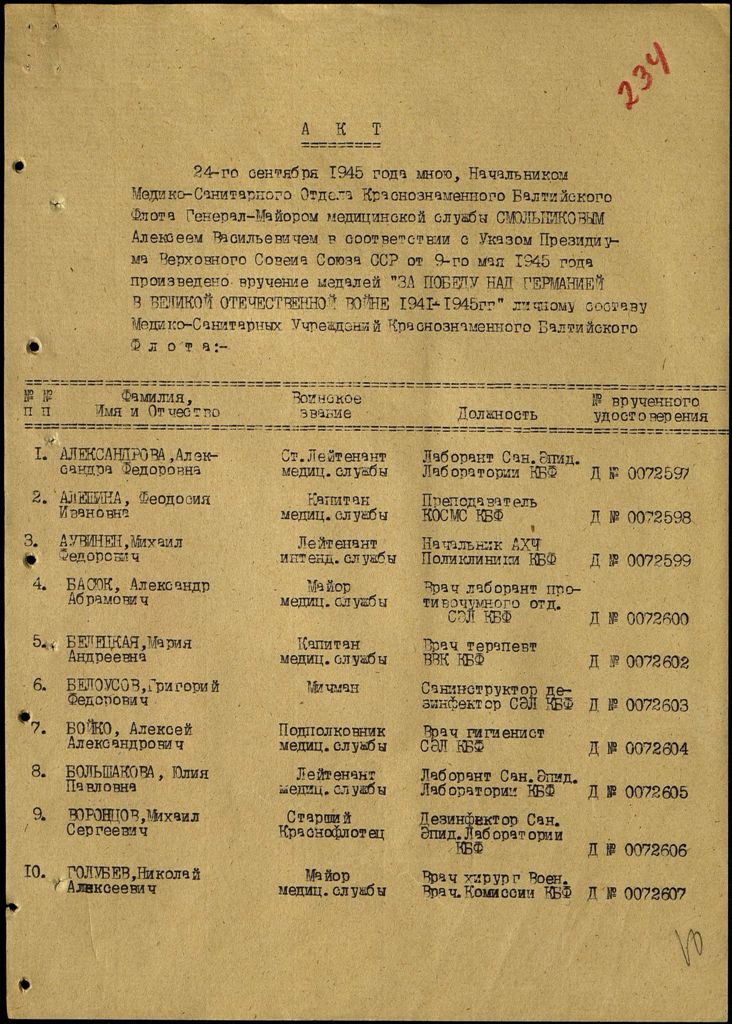 234
А К Т
24-го сентября 1945 года мною, Начальником
Медико-Санитарного Отдела Краснознаменного Балтийского
Флота Генерал-Майором медицинской службы СМОЛЬНИКОВЫМ
Алексеем Васильевичем в соответствии с Указом Президиу-
ма Верховного Совета Союза ССР от 9-го мая 1945 года
произведено вручение медалей "ЗА ПОБЕДУ НАД ГЕРМАНИЕЙ
В ВЕЛИКОЙ ОТЕЧЕСТВЕННОЙ ВОЙНЕ 1941-1945гг" личному составу
Медико-Санитарных Учреждений Краснознаменного Балтийского
Ф л о т а :-
№ № Фамилия, Воинское № врученного
п п Имя и Отчество звание Должность удостоверения
1. АЛЕКСАНДРОВА,Алек- Ст.Лейтенант Лаборант Сан.Эпид.
сандра Федоровна медиц.службы Лаборатории КБФ Д № 0072597
2. АЛЕШИНА, Феодосия Капитан Преподаватель
Ивановна медиц.службы КОСМС КБФ Д № 0072598
3. АУВИНЕН,Михаил Лейтенант Начальник АХЧ
Федорович интенд.службы Поликлиники КБФ Д № 0072599
4. БАСЮК, Александр Майор Врач лаборант про-
Абрамович медиц.службы тивочумного отд.
СЭЛ КБФ Д № 0072600
5. БЕЛЕЦКАЯ,Мария Капитан Врач терапевт
Андреевна медиц.службы ВВК КБФ Д № 0072602
6. БЕЛОУСОВ,Григорий Мичман Санинструктор де-
Федорович зинфектор СЭЛ КБФ Д № 0072603
7. БОЙКО, Алексей Подполковник Врач гигиенист
Александрович медиц.службы СЭЛ КБФ Д № 0072604
8. БОЛЬШАКОВА, Юлия Лейтенант Лаборант Сан.Эпид.
Павловна медиц.службы Лаборатории КБФ Д № 0072605
9. ВОРОНЦОВ,Михаил Старший Дезинфектор Сан.
Сергеевич Краснофлотец Эпид.Лаборатории
КБФ Д № 0072606
10. ГОЛУБЕВ,Николай Майор Врач хирург Воен.
Алексеевич медиц.службы Врач.Комиссии КБФ Д № 0072607